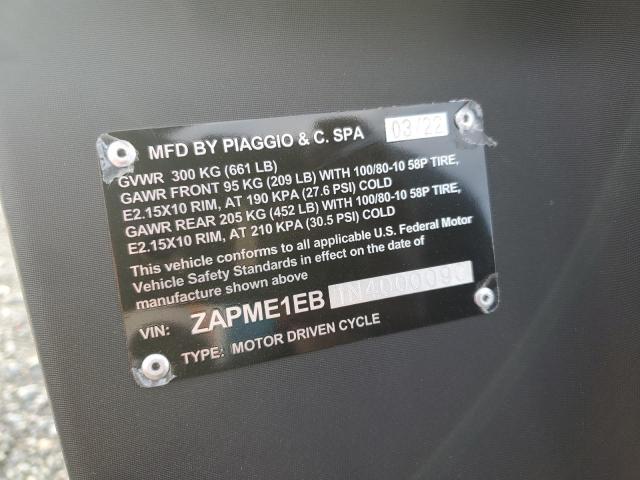 MFD BY PIAGGIO & C. SPA 03/22
GVWR 300 KG (661 LB)
GAWR FRONT 95 KG (209 LB) WITH 100/80-10 58P TIRE,
E2.15X10 RIM, AT 190 KPA (27.6 PSI) COLD
GAWR REAR 205 KG (452 LB) WITH 100/80-10 58P TIRE,
E2.15X10 RIM, AT 210 KPA (30.5 PSI) COLD
This vehicle conforms to all applicable U.S. Federal Motor
Vehicle Safety Standards in effect on the date of
manufacture shown above
VIN: ZAPME1EB
TYPE: MOTOR DRIVEN CYCLE